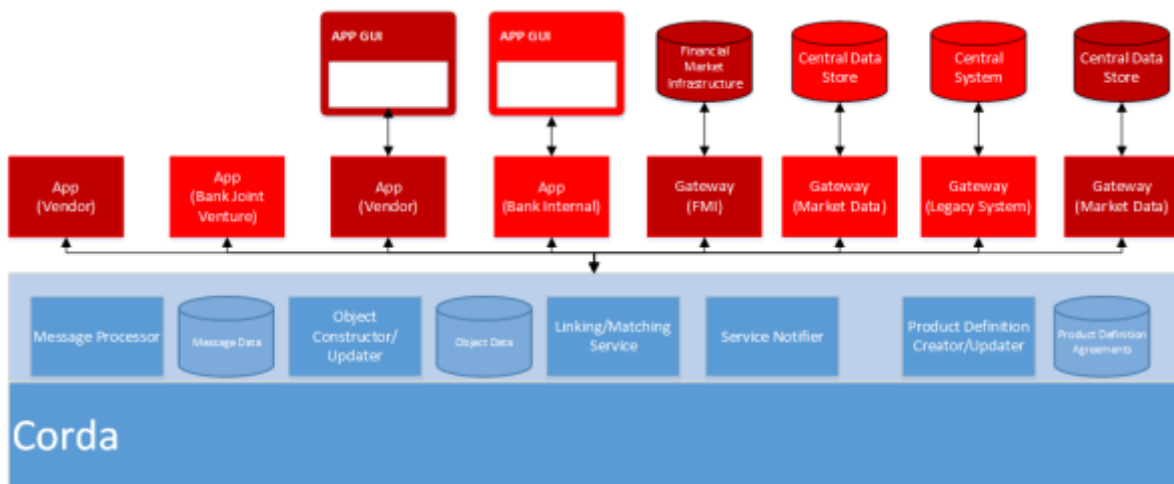 APP GUI
APP GUI
Financial
Market
Infrastructure
Central Data
Store
Central
System
Central Data
Store
App
(Vendor)
App
(Bank Joint
Venture)
App
(Vendor)
App
(Bank Internal)
Gateway
(FMI)
Gateway
(Market Data)
Gateway
(Legacy System)
Gateway
(Market Data)
Message Processor
Message Data
Object
Constructor/
Updater
Object Data
Linking/Matching
Service
Service Notifier
Product Definition
Creator/Updater
Product Definition
Agreements
Corda